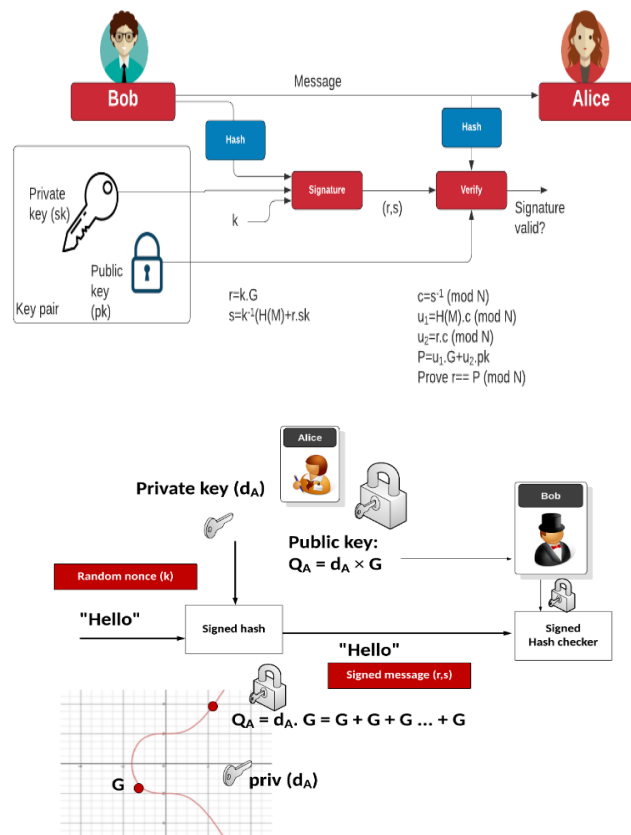 Message
Bob
Alice
Hash
Hash
Private
key (sk)
Signature
(r,s)
Verify
k
Signature
valid?
Public
key
(pk)
Key pair
r=k.G
s=k⁻¹(H(M)+r.sk)
c=s⁻¹ (mod N)
u₁=H(M).c (mod N)
u₂=r.c (mod N)
P=u₁.G+u₂.pk
Prove r== P (mod N)
Alice
Private key (dA)
Bob
Public key:
QA = dA × G
Random nonce (k)
"Hello"
Signed hash
"Hello"
Signed
Hash checker
Signed message (r,s)
QA = dA. G = G + G + G ... + G
G
priv (dA)